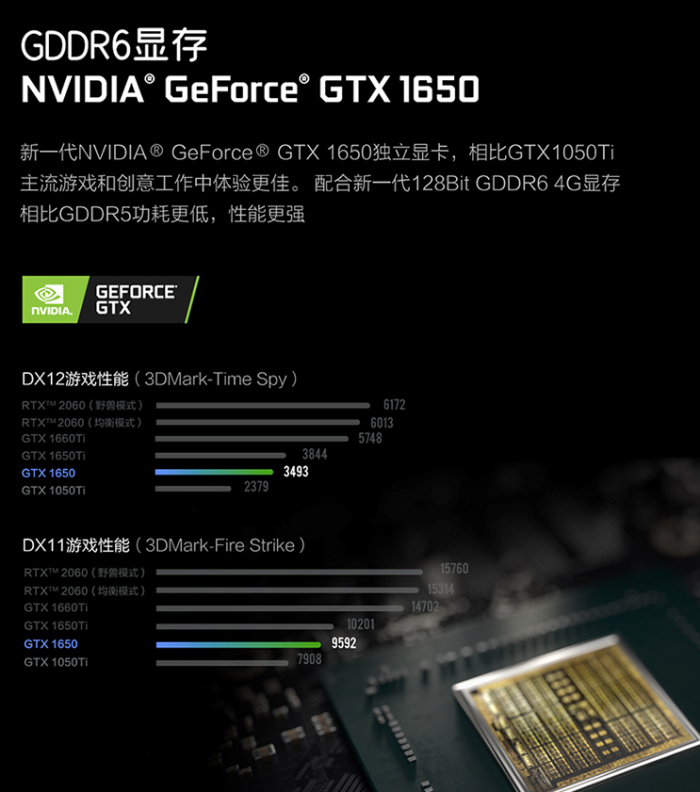 GDDR6显存
NVIDIA® GeForce® GTX 1650
新一代NVIDIA® GeForce® GTX 1650独立显卡，相比GTX1050Ti
主流游戏和创意工作中体验更佳。 配合新一代128Bit GDDR6 4G显存
相比GDDR5功耗更低，性能更强
NVIDIA.
GEFORCE®
GTX
DX12游戏性能（3DMark-Time Spy）
RTX™ 2060（野兽模式） 6172
RTX™ 2060（均衡模式） 6013
GTX 1660Ti 5748
GTX 1650Ti 3844
GTX 1650 3493
GTX 1050Ti 2379
DX11游戏性能（3DMark-Fire Strike）
RTX™ 2060（野兽模式） 15760
RTX™ 2060（均衡模式） 15314
GTX 1660Ti 14702
GTX 1650Ti 10201
GTX 1650 9592
GTX 1050Ti 7908